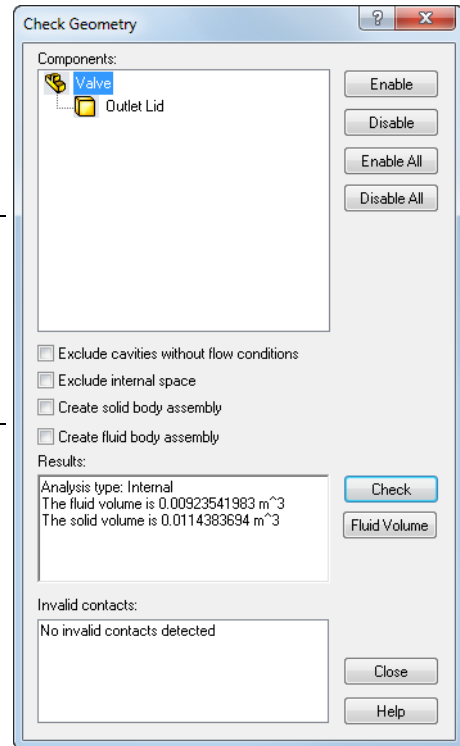 Check Geometry
Components:
Valve
Outlet Lid
Enable
Disable
Enable All
Disable All
Exclude cavities without flow conditions
Exclude internal space
Create solid body assembly
Create fluid body assembly
Results:
Analysis type: Internal
The fluid volume is 0.00923541983 m^3
The solid volume is 0.0114383694 m^3
Check
Fluid Volume
Invalid contacts:
No invalid contacts detected
Close
Help